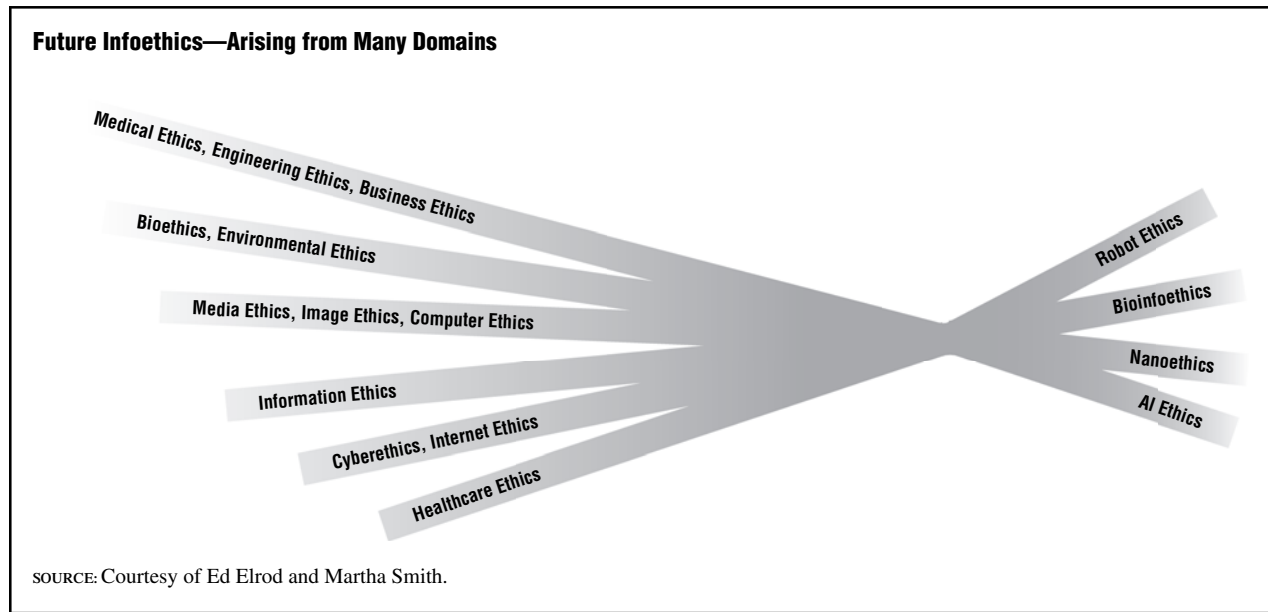 Future Infoethics—Arising from Many Domains
Medical Ethics, Engineering Ethics, Business Ethics
Bioethics, Environmental Ethics
Media Ethics, Image Ethics, Computer Ethics
Information Ethics
Cyberethics, Internet Ethics
Healthcare Ethics
Robot Ethics
Bioinfoethics
Nanoethics
AI Ethics
SOURCE: Courtesy of Ed Elrod and Martha Smith.